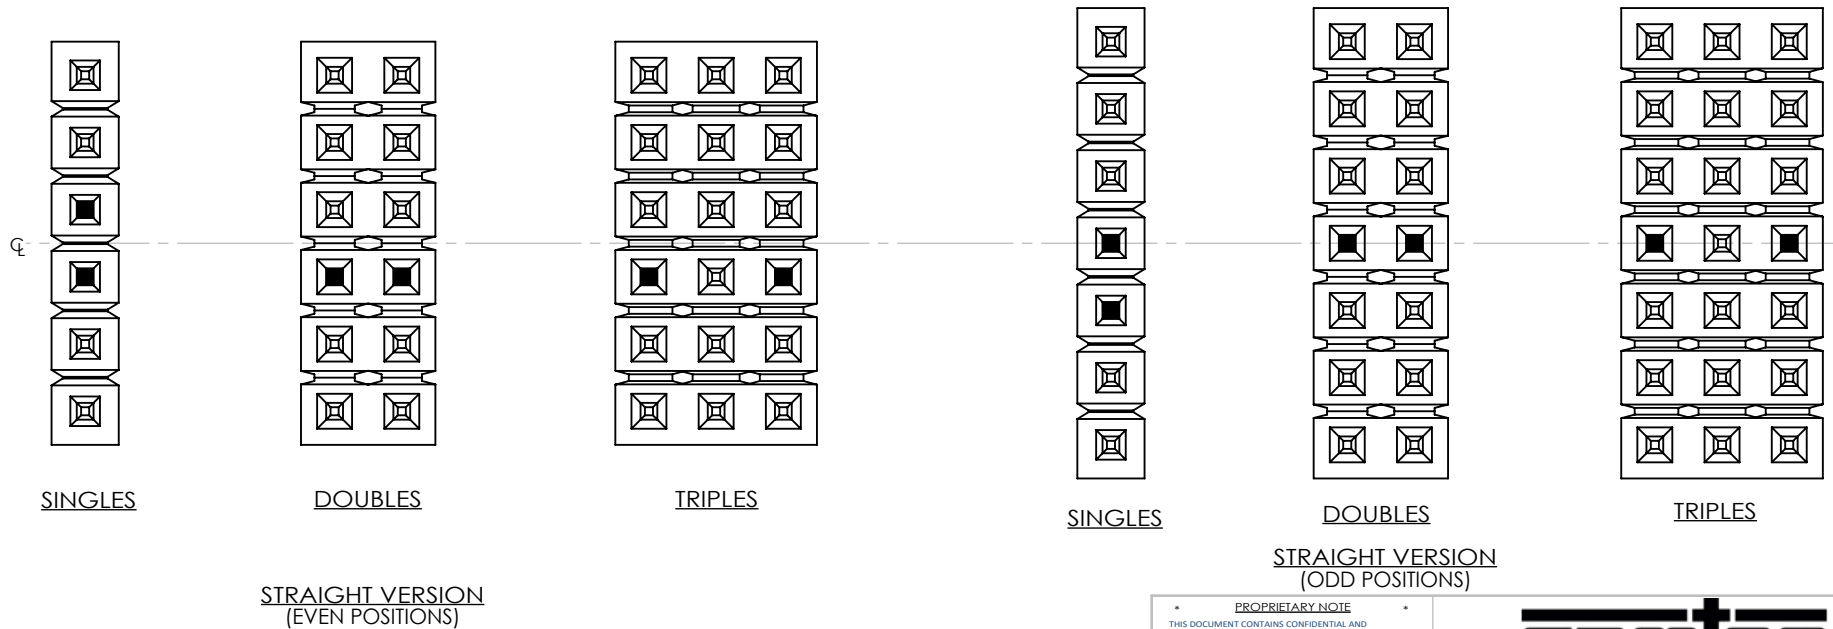 ℄
SINGLES
DOUBLES
TRIPLES
STRAIGHT VERSION
(EVEN POSITIONS)
SINGLES
DOUBLES
TRIPLES
STRAIGHT VERSION
(ODD POSITIONS)
* PROPRIETARY NOTE *
THIS DOCUMENT CONTAINS CONFIDENTIAL AND